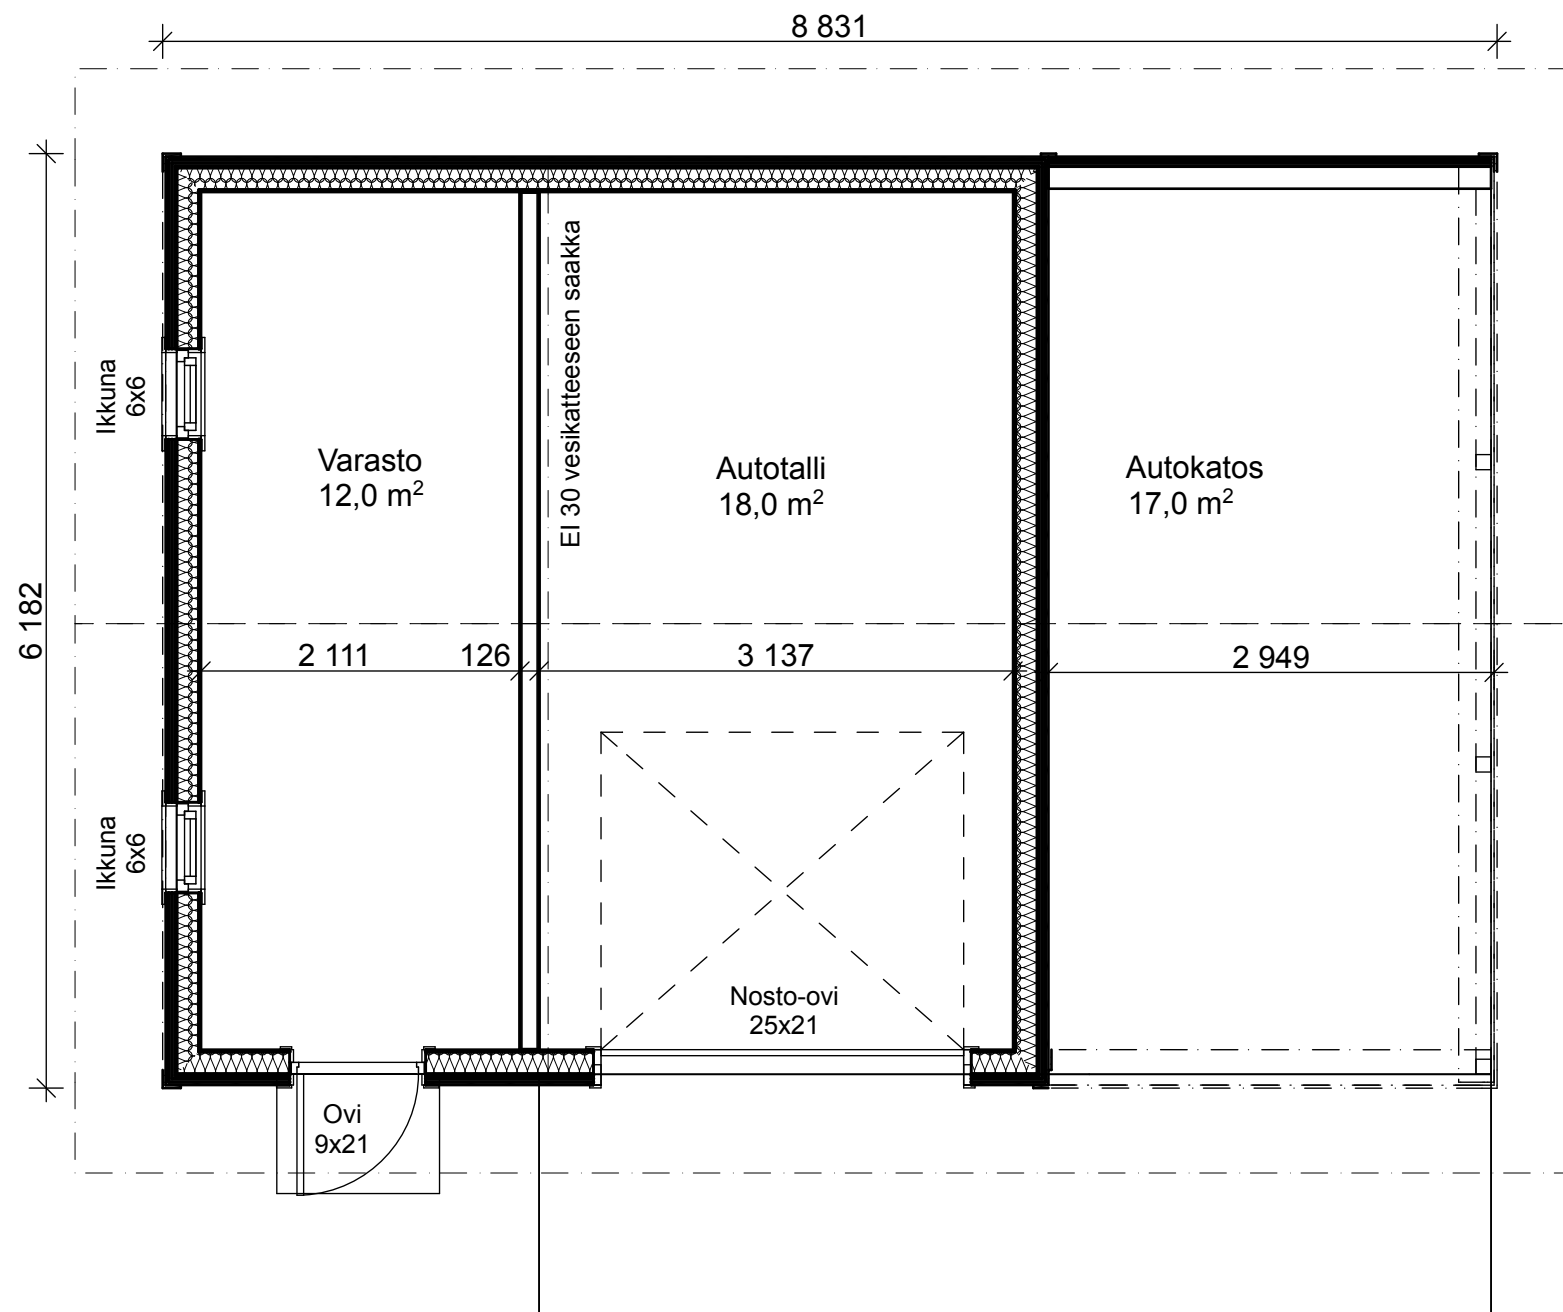 8 831
6 182
Ikkuna
6x6
Varasto
12,0 m²
EI 30 vesikatteeseen saakka
Autotalli
18,0 m²
Autokatos
17,0 m²
2 111
126
3 137
2 949
Ikkuna
6x6
Nosto-ovi
25x21
Ovi
9x21